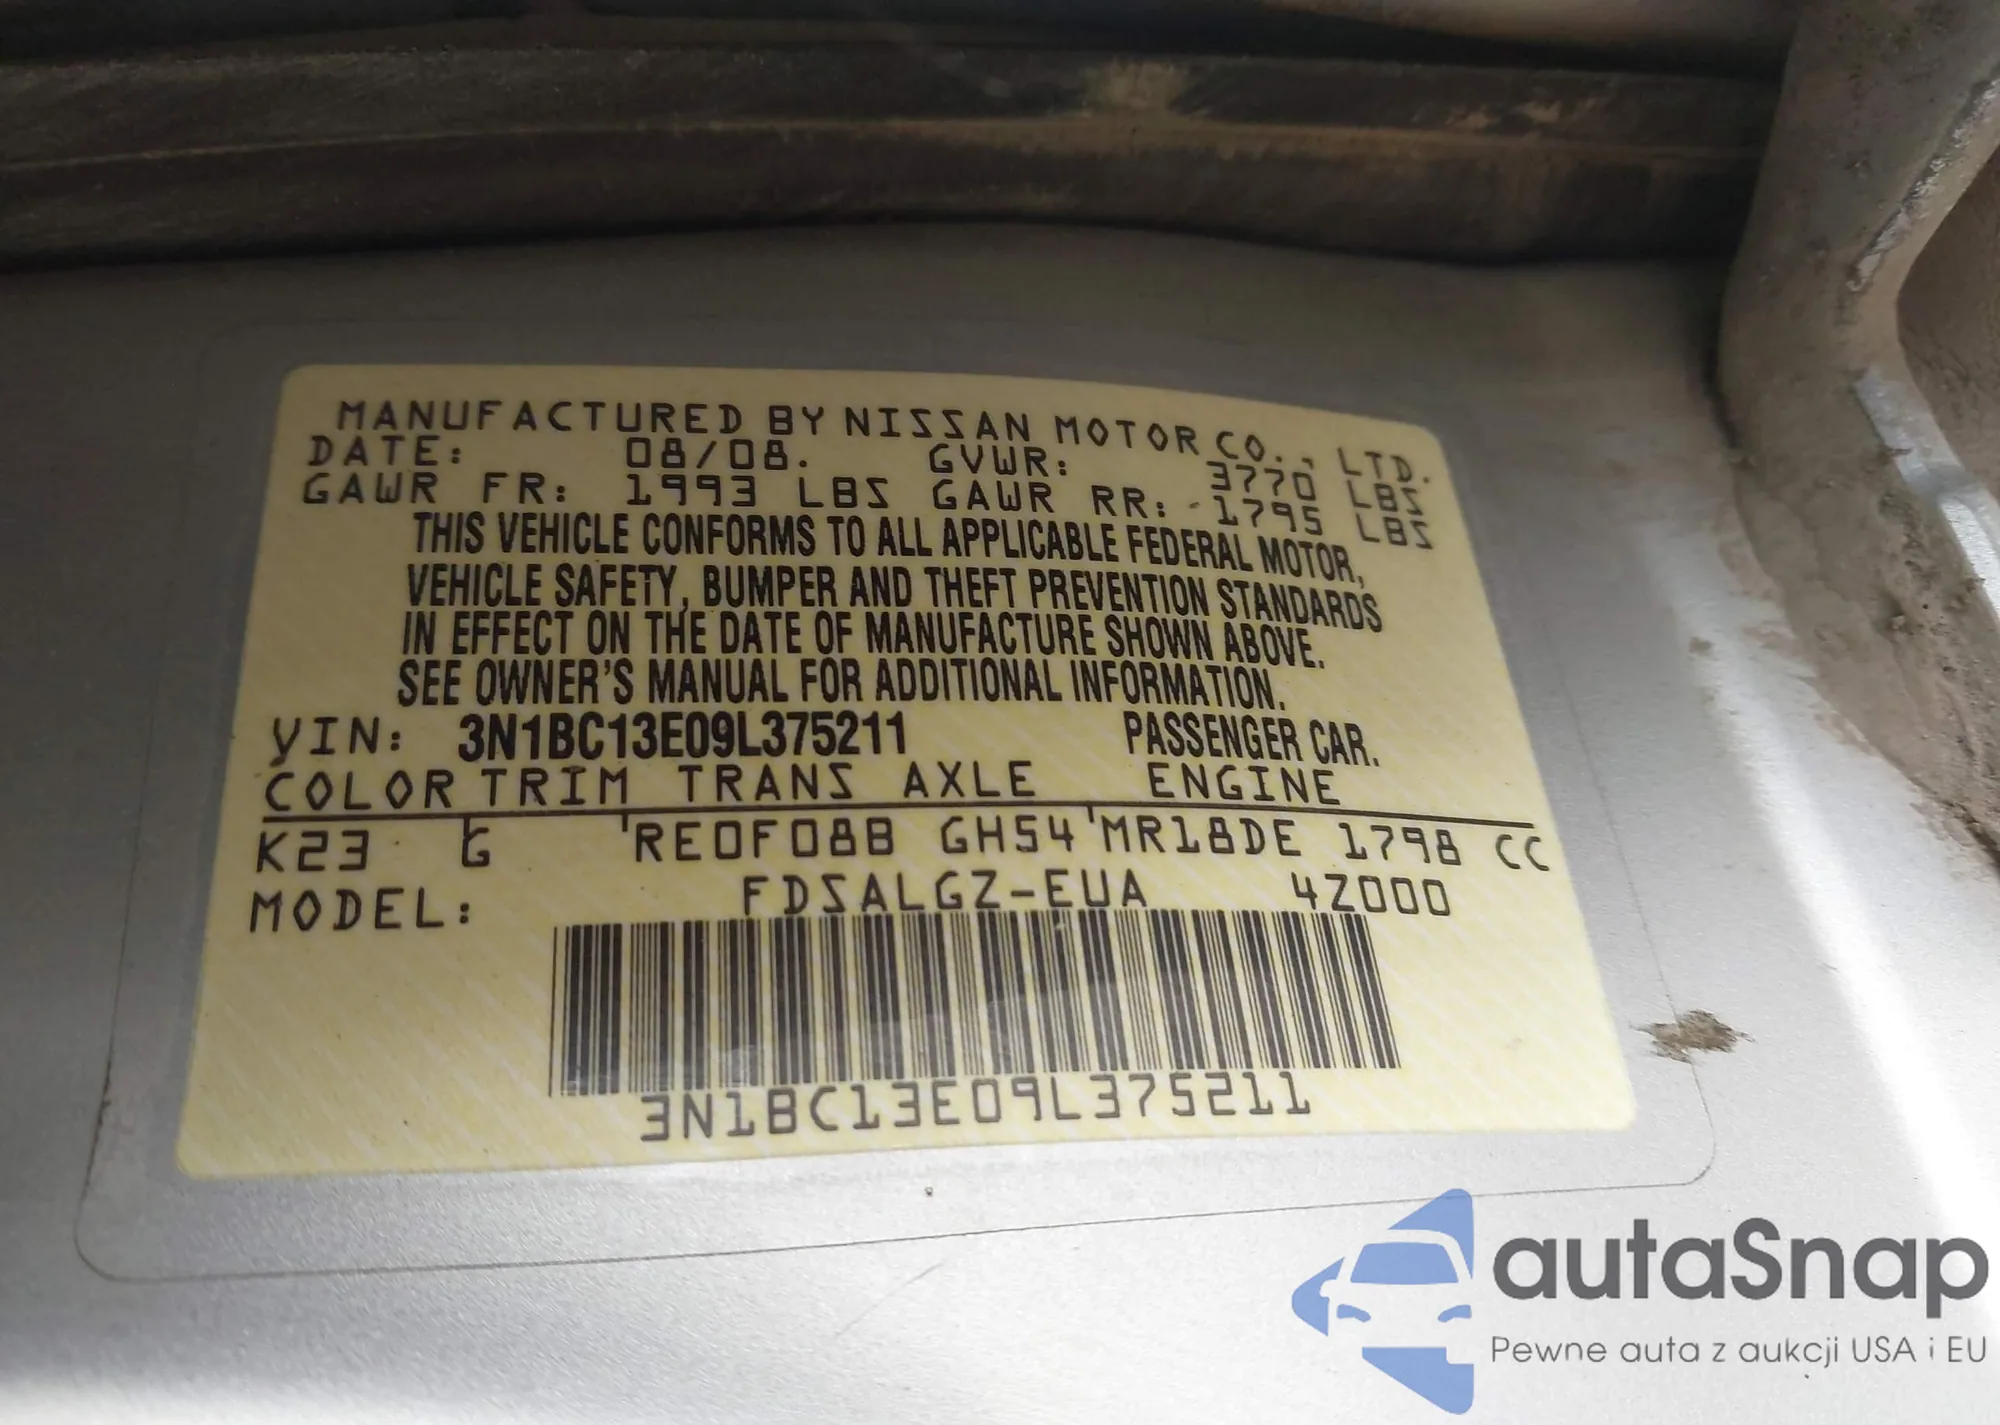 MANUFACTURED BY NISSAN MOTOR CO., LTD.
DATE: 08/08. GVWR: 3770 LBS
GAWR FR: 1993 LBS GAWR RR: 1795 LBS
THIS VEHICLE CONFORMS TO ALL APPLICABLE FEDERAL MOTOR,
VEHICLE SAFETY, BUMPER AND THEFT PREVENTION STANDARDS
IN EFFECT ON THE DATE OF MANUFACTURE SHOWN ABOVE.
SEE OWNER'S MANUAL FOR ADDITIONAL INFORMATION.
VIN: 3N1BC13E09L375211 PASSENGER CAR.
COLOR TRIM TRANS AXLE ENGINE
K23 G RE0F08B GH54 MR18DE 1798 CC
MODEL: FDSALGZ-EUA 4Z000
3N1BC13E09L375211
autaSnap
Pewne auta z aukcji USA i EU